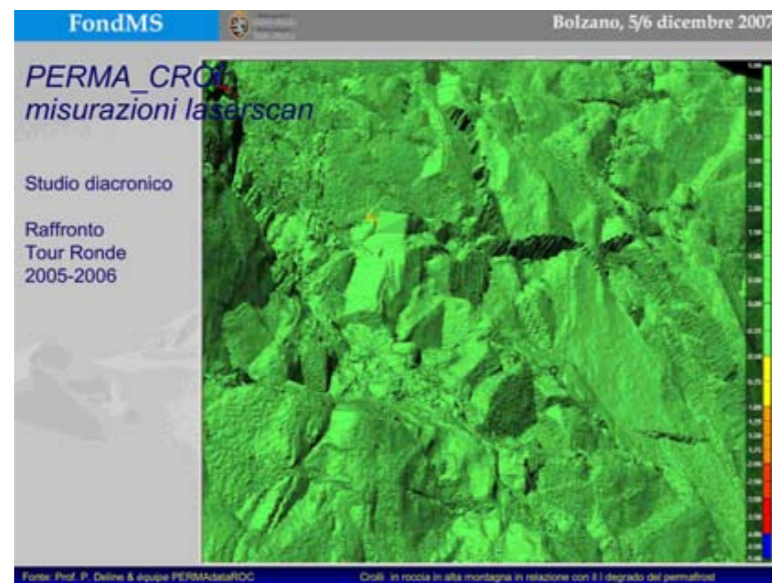 FondMS
Bolzano, 5/6 dicembre 2007
PERMA_CROLL
misurazioni laserscan
Studio diacronico
Raffronto
Tour Ronde
2005-2006
Fonte: Prof. P. Deline & équipe PERMAdataROC
Crolli in roccia in alta montagna in relazione con il l degrado del permafrost